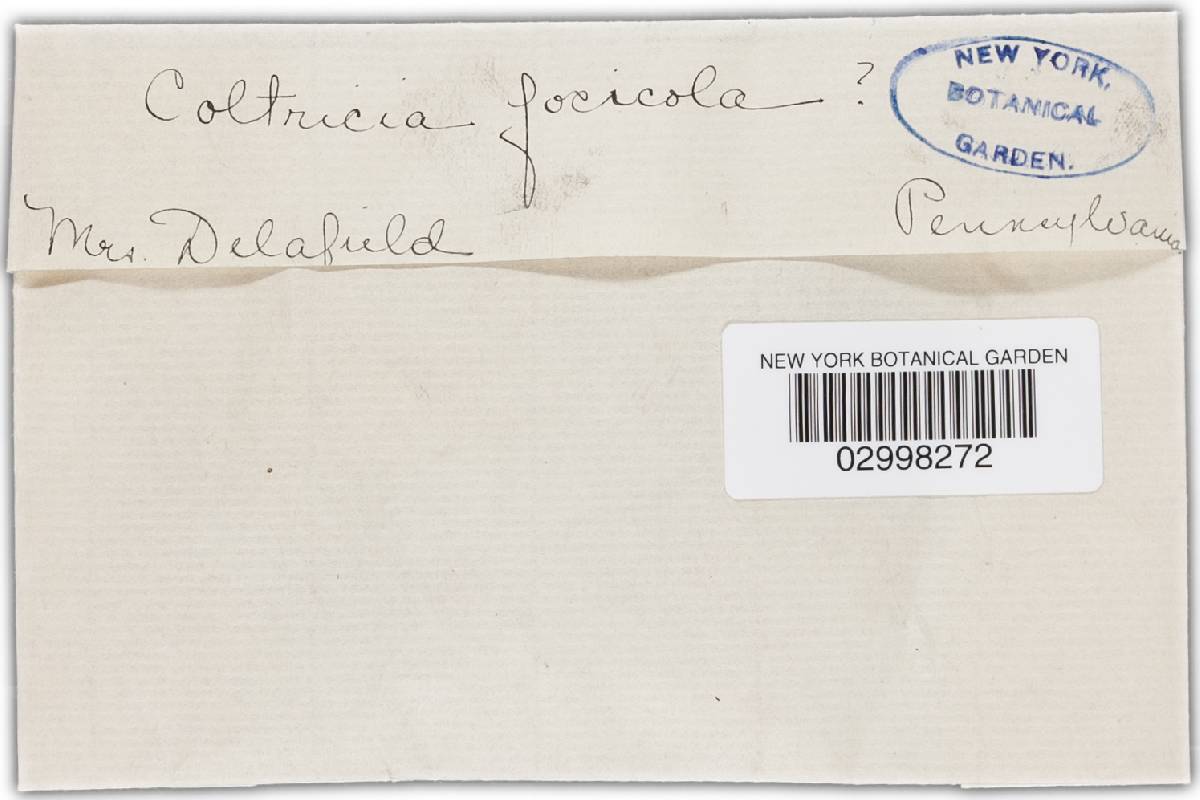 Coltricia focicola ?
NEW YORK,
BOTANICAL
GARDEN.
Mrs. Delafield
Pennsylvania
NEW YORK BOTANICAL GARDEN
02998272